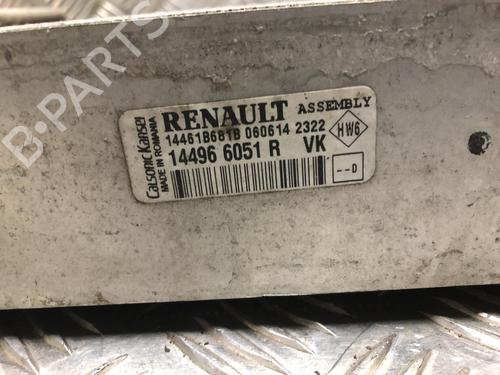 B-Parts
RENAULT ASSEMBLY
14461B681B 060614 2322
HW6
14496 6051 R VK
--D
CalsonicKansei
MADE IN ROMANIA